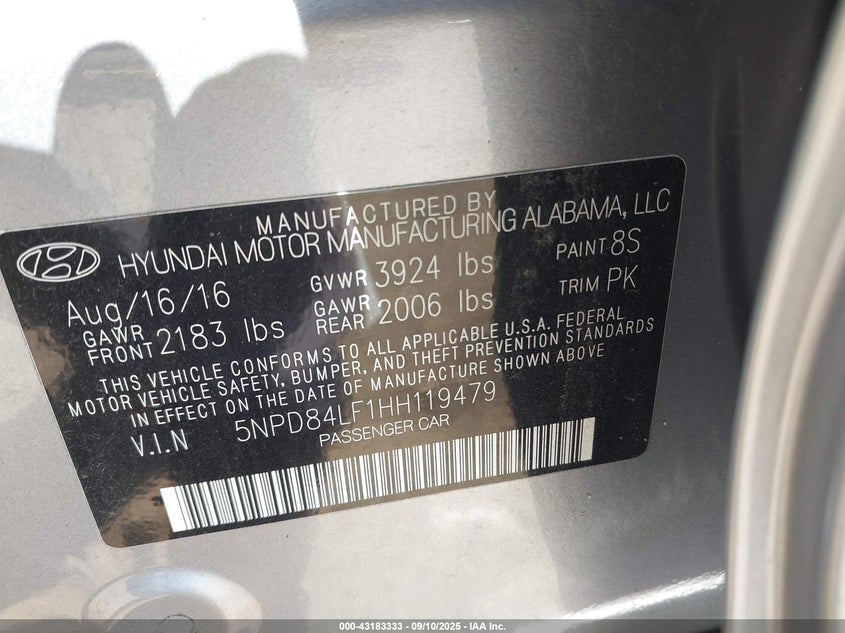 MANUFACTURED BY
HYUNDAI MOTOR MANUFACTURING ALABAMA, LLC
Aug/16/16 GVWR 3924 lbs PAINT 8S
GAWR FRONT 2183 lbs GAWR REAR 2006 lbs TRIM PK
THIS VEHICLE CONFORMS TO ALL APPLICABLE U.S.A. FEDERAL
MOTOR VEHICLE SAFETY, BUMPER, AND THEFT PREVENTION STANDARDS
IN EFFECT ON THE DATE OF MANUFACTURE SHOWN ABOVE
V.I.N 5NPD84LF1HH119479
PASSENGER CAR
000-43183333 - 09/10/2025 - IAA Inc.